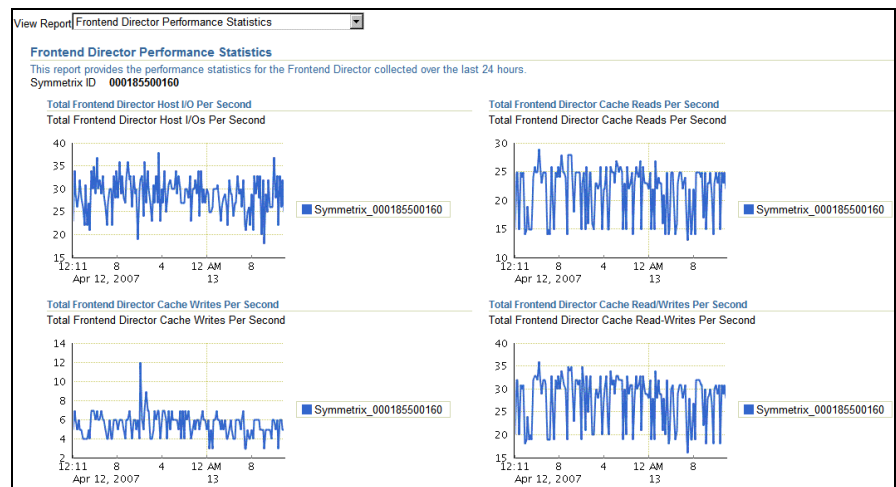 View Report Frontend Director Performance Statistics
Frontend Director Performance Statistics
This report provides the performance statistics for the Frontend Director collected over the last 24 hours.
Symmetrix ID 000185500160
Total Frontend Director Host I/O Per Second
Total Frontend Director Host I/Os Per Second
40
35
30
25
20
15
12:11 8 4 12 AM 8
Apr 12, 2007 13
Symmetrix_000185500160
Total Frontend Director Cache Reads Per Second
Total Frontend Director Cache Reads Per Second
30
25
20
15
10
12:11 8 4 12 AM 8
Apr 12, 2007 13
Symmetrix_000185500160
Total Frontend Director Cache Writes Per Second
Total Frontend Director Cache Writes Per Second
14
12
10
8
6
4
2
12:11 8 4 12 AM 8
Apr 12, 2007 13
Symmetrix_000185500160
Total Frontend Director Cache Read/Writes Per Second
Total Frontend Director Cache Read-Writes Per Second
40
35
30
25
20
15
12:11 8 4 12 AM 8
Apr 12, 2007 13
Symmetrix_000185500160